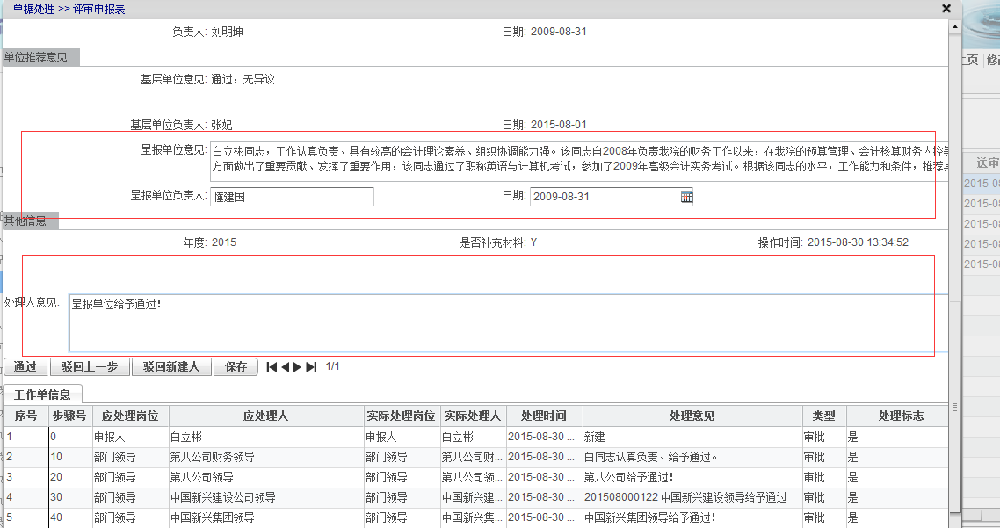 单据处理 >> 评审申报表
负责人: 刘明坤 日期: 2009-08-31
主页 修
单位推荐意见
基层单位意见: 通过，无异议
基层单位负责人: 张妃 日期: 2015-08-01
呈报单位意见: 白立彬同志，工作认真负责、具有较高的会计理论素养、组织协调能力强。该同志自2008年负责我院的财务工作以来，在我院的预算管理、会计核算财务内控等
方面做出了重要贡献、发挥了重要作用，该同志通过了职称英语与计算机考试，参加了2009年高级会计实务考试。根据该同志的水平，工作能力和条件，推荐其
送审
2015-08
2015-08
2015-08
2015-08
2015-08
呈报单位负责人: 懂建国 日期: 2009-08-31
其他信息
年度: 2015 是否补充材料: Y 操作时间: 2015-08-30 13:34:52
处理人意见: 呈报单位给予通过！
通过 驳回上一步 驳回新建人 保存 1/1
工作单信息
序号 步骤号 应处理岗位 应处理人 实际处理岗位 实际处理人 处理时间 处理意见 类型 处理标志
1 0 申报人 白立彬 申报人 白立彬 2015-08-30 ... 新建 审批 是
2 10 部门领导 第八公司财务领导 部门领导 第八公司财... 2015-08-30 ... 白同志认真负责、给予通过。 审批 是
3 20 部门领导 第八公司领导 部门领导 第八公司领... 2015-08-30 ... 第八公司给予通过！ 审批 是
4 30 部门领导 中国新兴建设公司领导 部门领导 中国新兴建... 2015-08-30 ... 201508000122 中国新兴建设领导给予通过 审批 是
5 40 部门领导 中国新兴集团领导 部门领导 中国新兴集... 2015-08-30 ... 中国新兴集团领导给予通过！ 审批 是